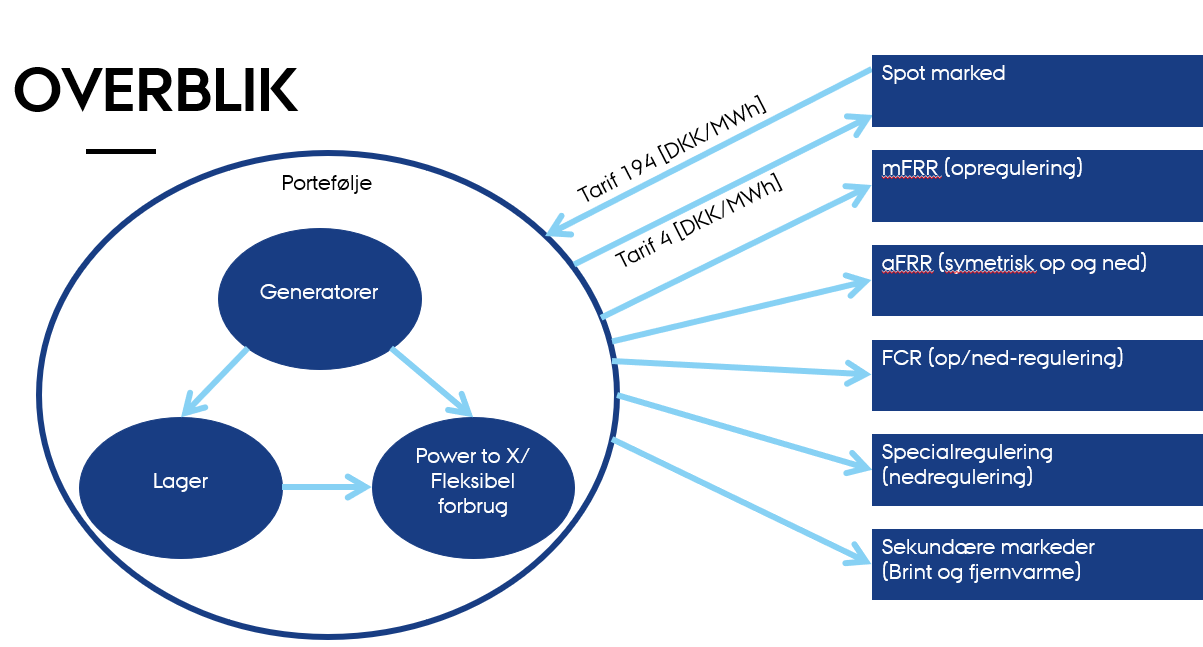 OVERBLIK
Portefølje
Generatorer
Lager
Power to X/
Fleksibel
forbrug
Tarif 194 [DKK/MWh]
Tarif 4 [DKK/MWh]
Spot marked
mFRR (opregulering)
aFRR (symetrisk op og ned)
FCR (op/ned-regulering)
Specialregulering
(nedregulering)
Sekundære markeder
(Brint og fjernvarme)